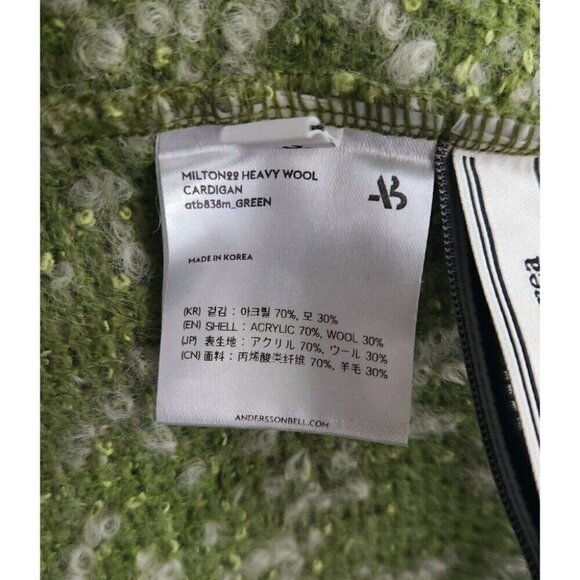 MILTON22 HEAVY WOOL
CARDIGAN
atb838m_GREEN
AB
MADE IN KOREA
(KR) 겉감 : 아크릴 70%, 모 30%
(EN) SHELL : ACRYLIC 70%, WOOL 30%
(JP) 表生地 : アクリル 70%, ウール 30%
(CN) 面料 : 丙烯酸类纤维 70%, 羊毛 30%
ANDERSSONBELL.COM